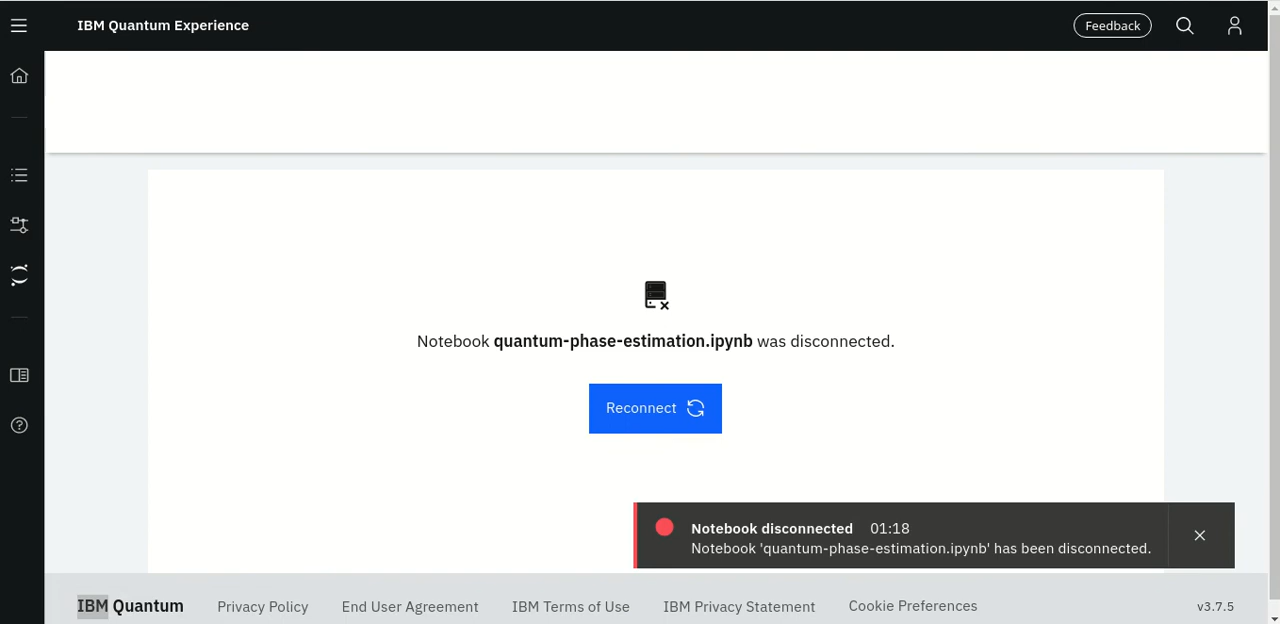 IBM Quantum Experience
Feedback
Notebook quantum-phase-estimation.ipynb was disconnected.
Reconnect
Notebook disconnected 01:18
Notebook 'quantum-phase-estimation.ipynb' has been disconnected.
IBM Quantum Privacy Policy End User Agreement IBM Terms of Use IBM Privacy Statement Cookie Preferences v3.7.5